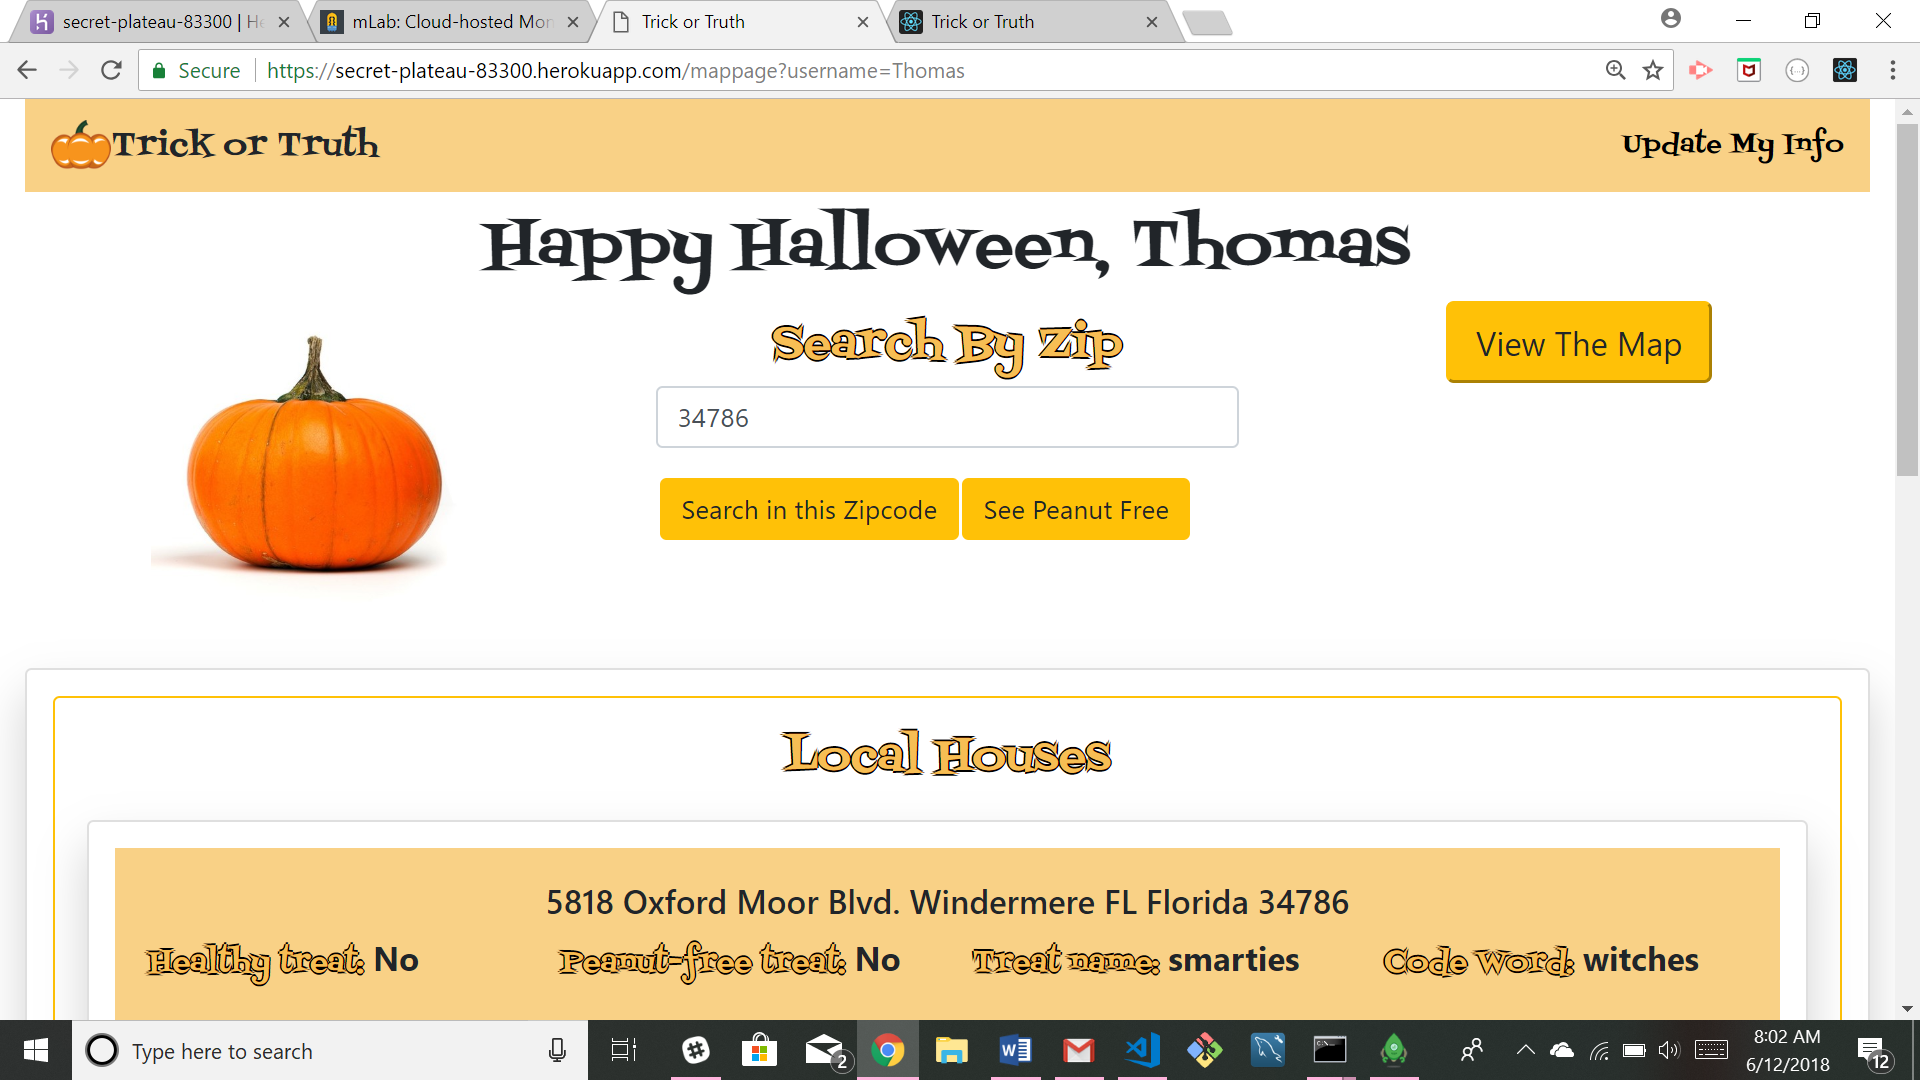 secret-plateau-83300 | He
mLab: Cloud-hosted Mon
Trick or Truth
Trick or Truth
Secure
https://secret-plateau-83300.herokuapp.com/mappage?username=Thomas
Trick or Truth
Update My Info
Happy Halloween, Thomas
Search By Zip
View The Map
34786
Search in this Zipcode
See Peanut Free
Local Houses
5818 Oxford Moor Blvd. Windermere FL Florida 34786
Healthy treat: No
Peanut-free treat: No
Treat name: smarties
Code Word: witches
Type here to search
2
8:02 AM
6/12/2018
12